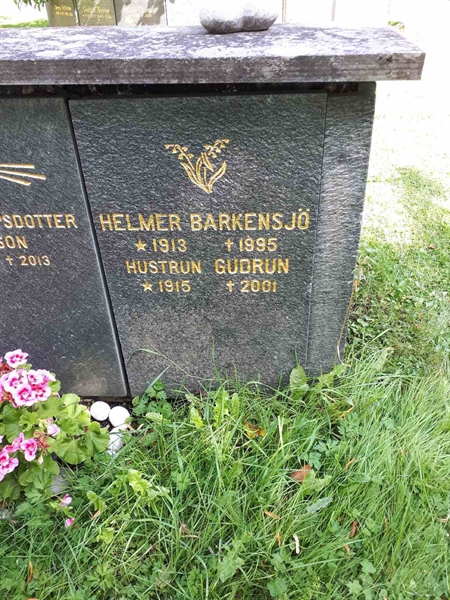 SDOTTER
SON
✝ 2013
HELMER BARKENSJÖ
★ 1913 ✝ 1995
HUSTRUN GUDRUN
★ 1915 ✝ 2001